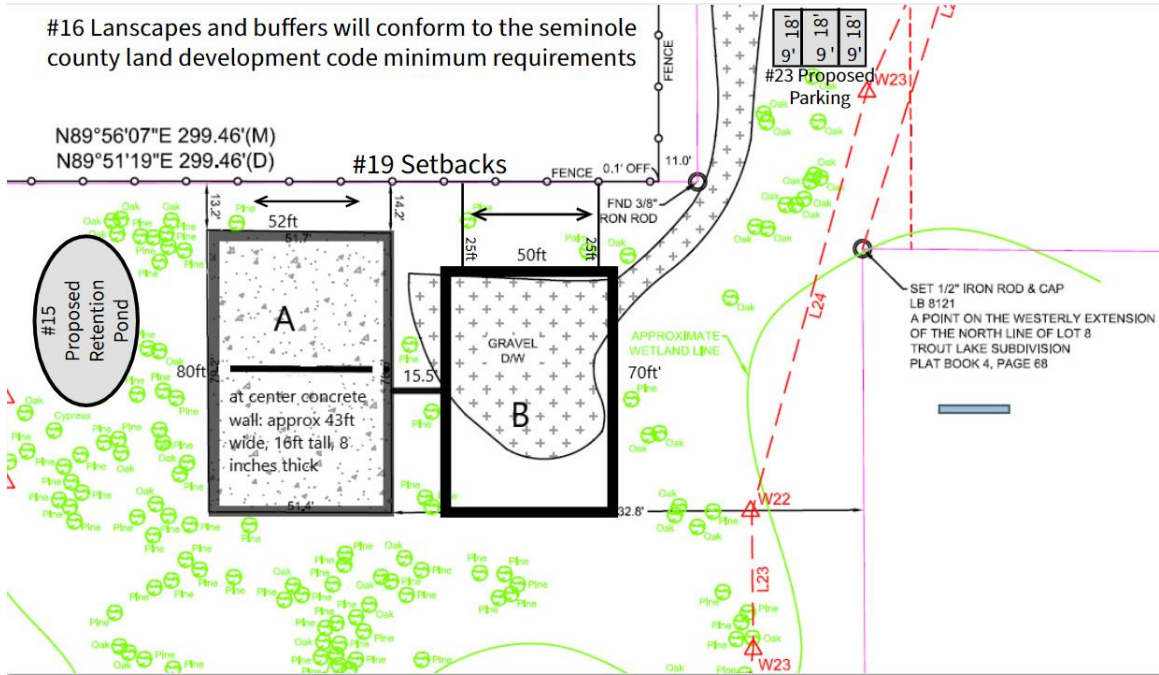 #16 Lanscapes and buffers will conform to the seminole
county land development code minimum requirements
FENCE
18' 18' 18'
9' 9' 9'
#23 Proposed
Parking
W23
N89°56'07"E 299.46'(M)
N89°51'19"E 299.46'(D)
#19 Setbacks
FENCE
0.1' OFF
11.0'
FND 3/8"
IRON ROD
13.2'
14.2'
52ft
51.7'
25ft
25ft
50ft
#15
Proposed
Retention
Pond
A
80ft
at center concrete
wall: approx 43ft
wide, 16ft tall, 8
inches thick
51.4'
15.5'
GRAVEL
D/W
B
70ft'
APPROXIMATE
WETLAND LINE
L24
SET 1/2" IRON ROD & CAP
LB 8121
A POINT ON THE WESTERLY EXTENSION
OF THE NORTH LINE OF LOT 8
TROUT LAKE SUBDIVISION
PLAT BOOK 4, PAGE 68
32.8'
W22
L23
W23
Oak
Pine
Cypress